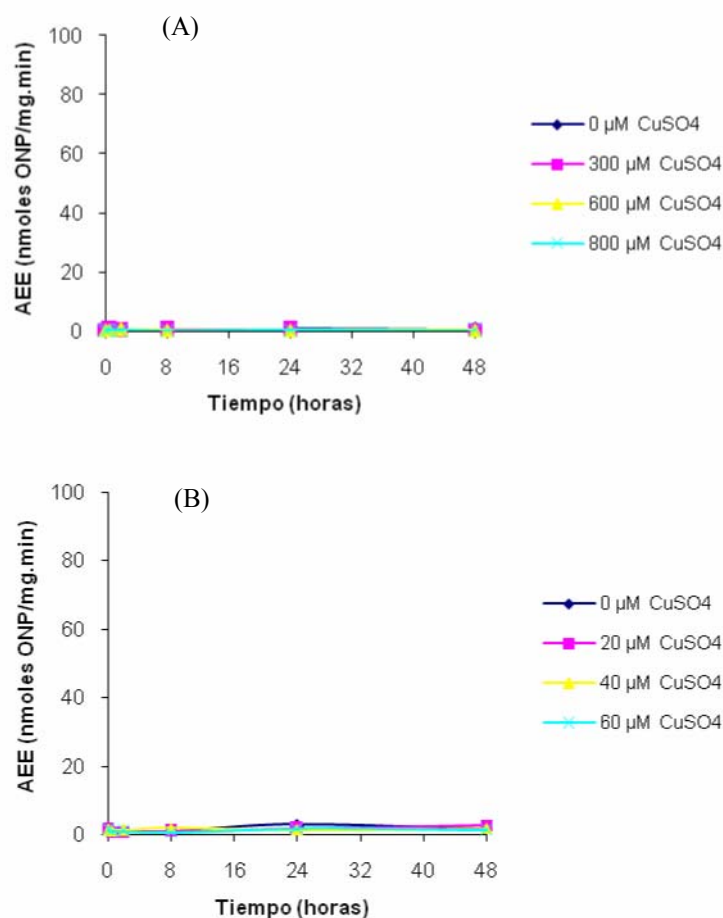 (A)
AEE (nmoles ONP/mg.min)
100
80
60
40
20
0
0 8 16 24 32 40 48
Tiempo (horas)
0 µM CuSO4
300 µM CuSO4
600 µM CuSO4
800 µM CuSO4
(B)
AEE (nmoles ONP/mg.min)
100
80
60
40
20
0
0 8 16 24 32 40 48
Tiempo (horas)
0 µM CuSO4
20 µM CuSO4
40 µM CuSO4
60 µM CuSO4